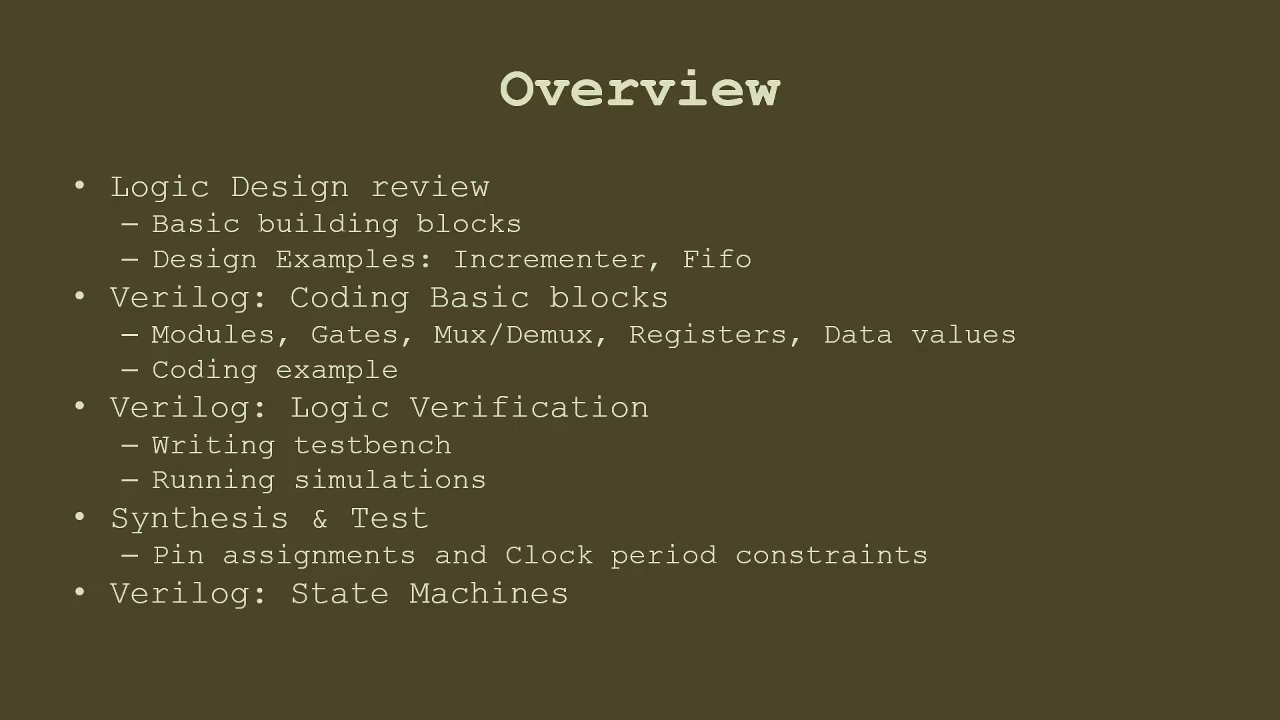 Overview
• Logic Design review
– Basic building blocks
– Design Examples: Incrementer, Fifo
• Verilog: Coding Basic blocks
– Modules, Gates, Mux/Demux, Registers, Data values
– Coding example
• Verilog: Logic Verification
– Writing testbench
– Running simulations
• Synthesis & Test
– Pin assignments and Clock period constraints
• Verilog: State Machines